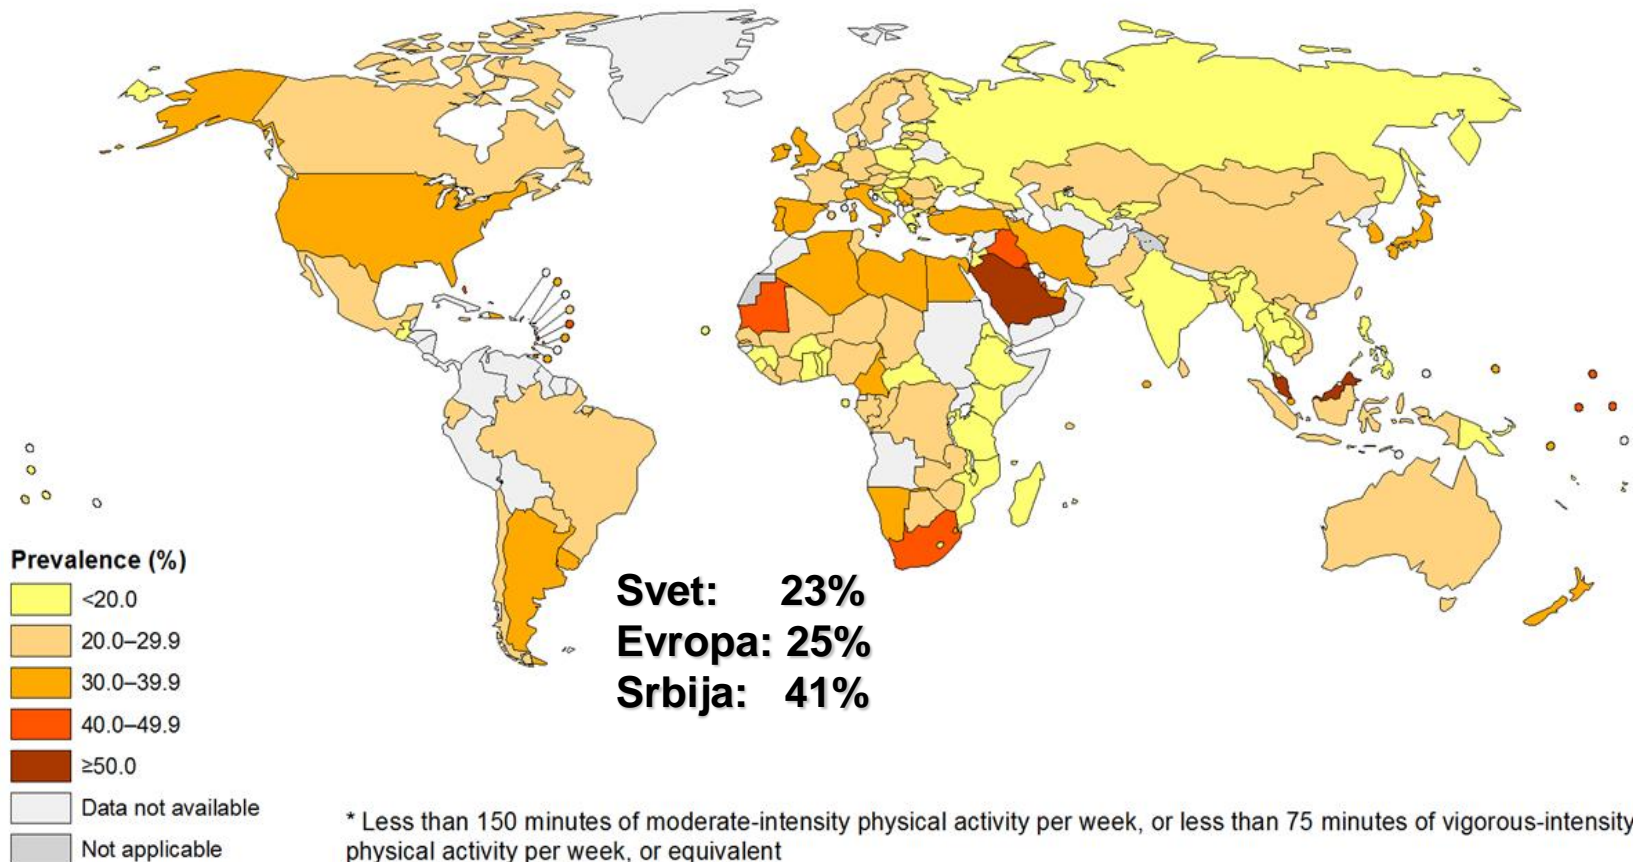 Svet: 23%
Evropa: 25%
Srbija: 41%
Prevalence (%)
<20.0
20.0–29.9
30.0–39.9
40.0–49.9
≥50.0
Data not available
Not applicable
* Less than 150 minutes of moderate-intensity physical activity per week, or less than 75 minutes of vigorous-intensity
physical activity per week, or equivalent